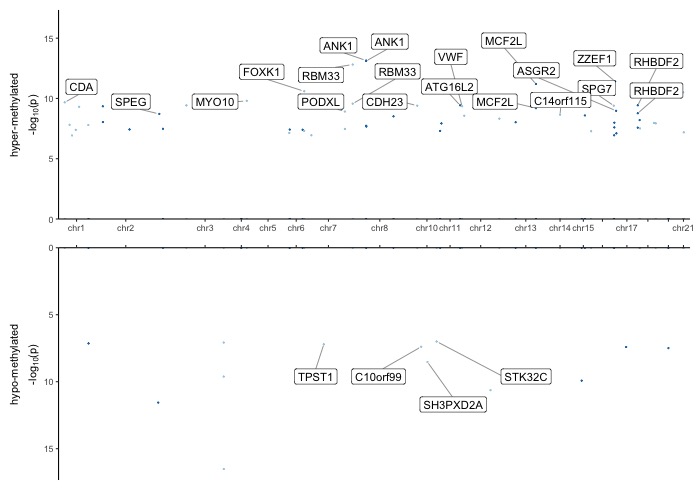 15
10
5
0
hyper-methylated
-log10(p)
ANK1
ANK1
MCF2L
VWF
ZZEF1
RHBDF2
FOXK1
RBM33
RBM33
ASGR2
CDA
ATG16L2
SPG7
RHBDF2
SPEG
MYO10
PODXL
CDH23
MCF2L
C14orf115
chr1
chr2
chr3
chr4
chr5
chr6
chr7
chr8
chr10
chr11
chr12
chr13
chr14
chr15
chr17
chr21
0
5
10
15
hypo-methylated
-log10(p)
TPST1
C10orf99
STK32C
SH3PXD2A